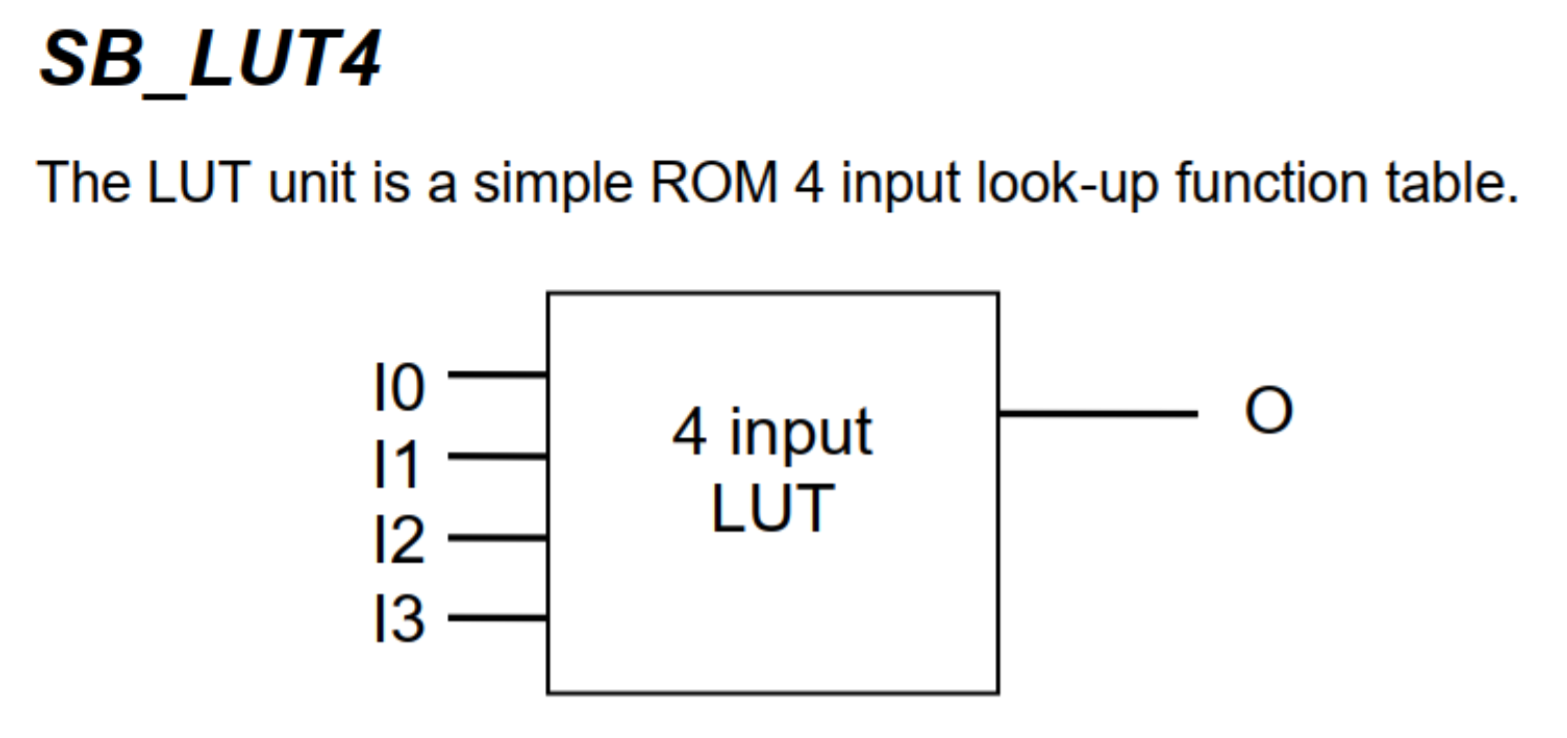 SB_LUT4
The LUT unit is a simple ROM 4 input look-up function table.
I0
I1
I2
I3
4 input
LUT
O